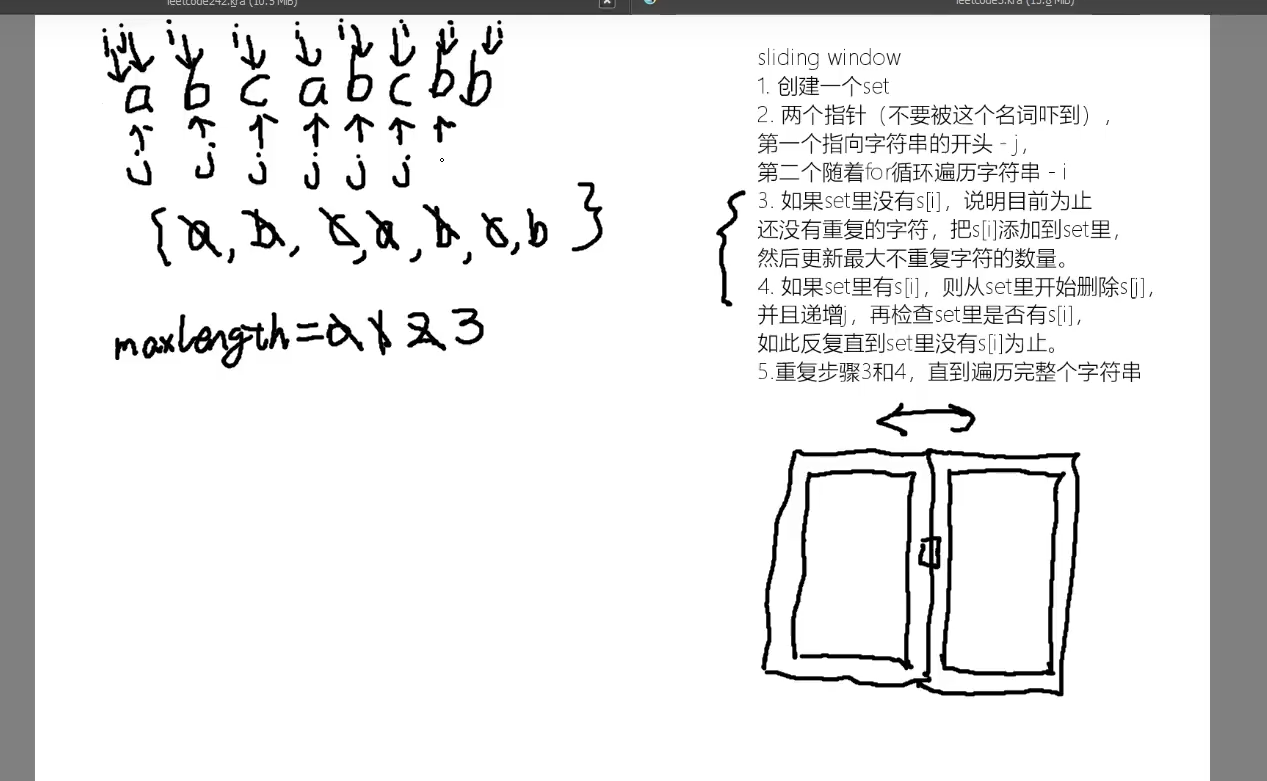 leetcode242.kra (10.5 MiB)
leetcode3.kra (15.8 MiB)
i j i i i i i i i
a b c a b c b b
j j j j j j
{ a, b, c, a, b, c, b }
maxlength = 0 1 2 3
sliding window
1. 创建一个set
2. 两个指针（不要被这个名词吓到），
第一个指向字符串的开头 - j，
第二个随着for循环遍历字符串 - i
3. 如果set里没有s[i]，说明目前为止
还没有重复的字符，把s[i]添加到set里，
然后更新最大不重复字符的数量。
4. 如果set里有s[i]，则从set里开始删除s[j]，
并且递增j，再检查set里是否有s[i]，
如此反复直到set里没有s[i]为止。
5.重复步骤3和4，直到遍历完整个字符串